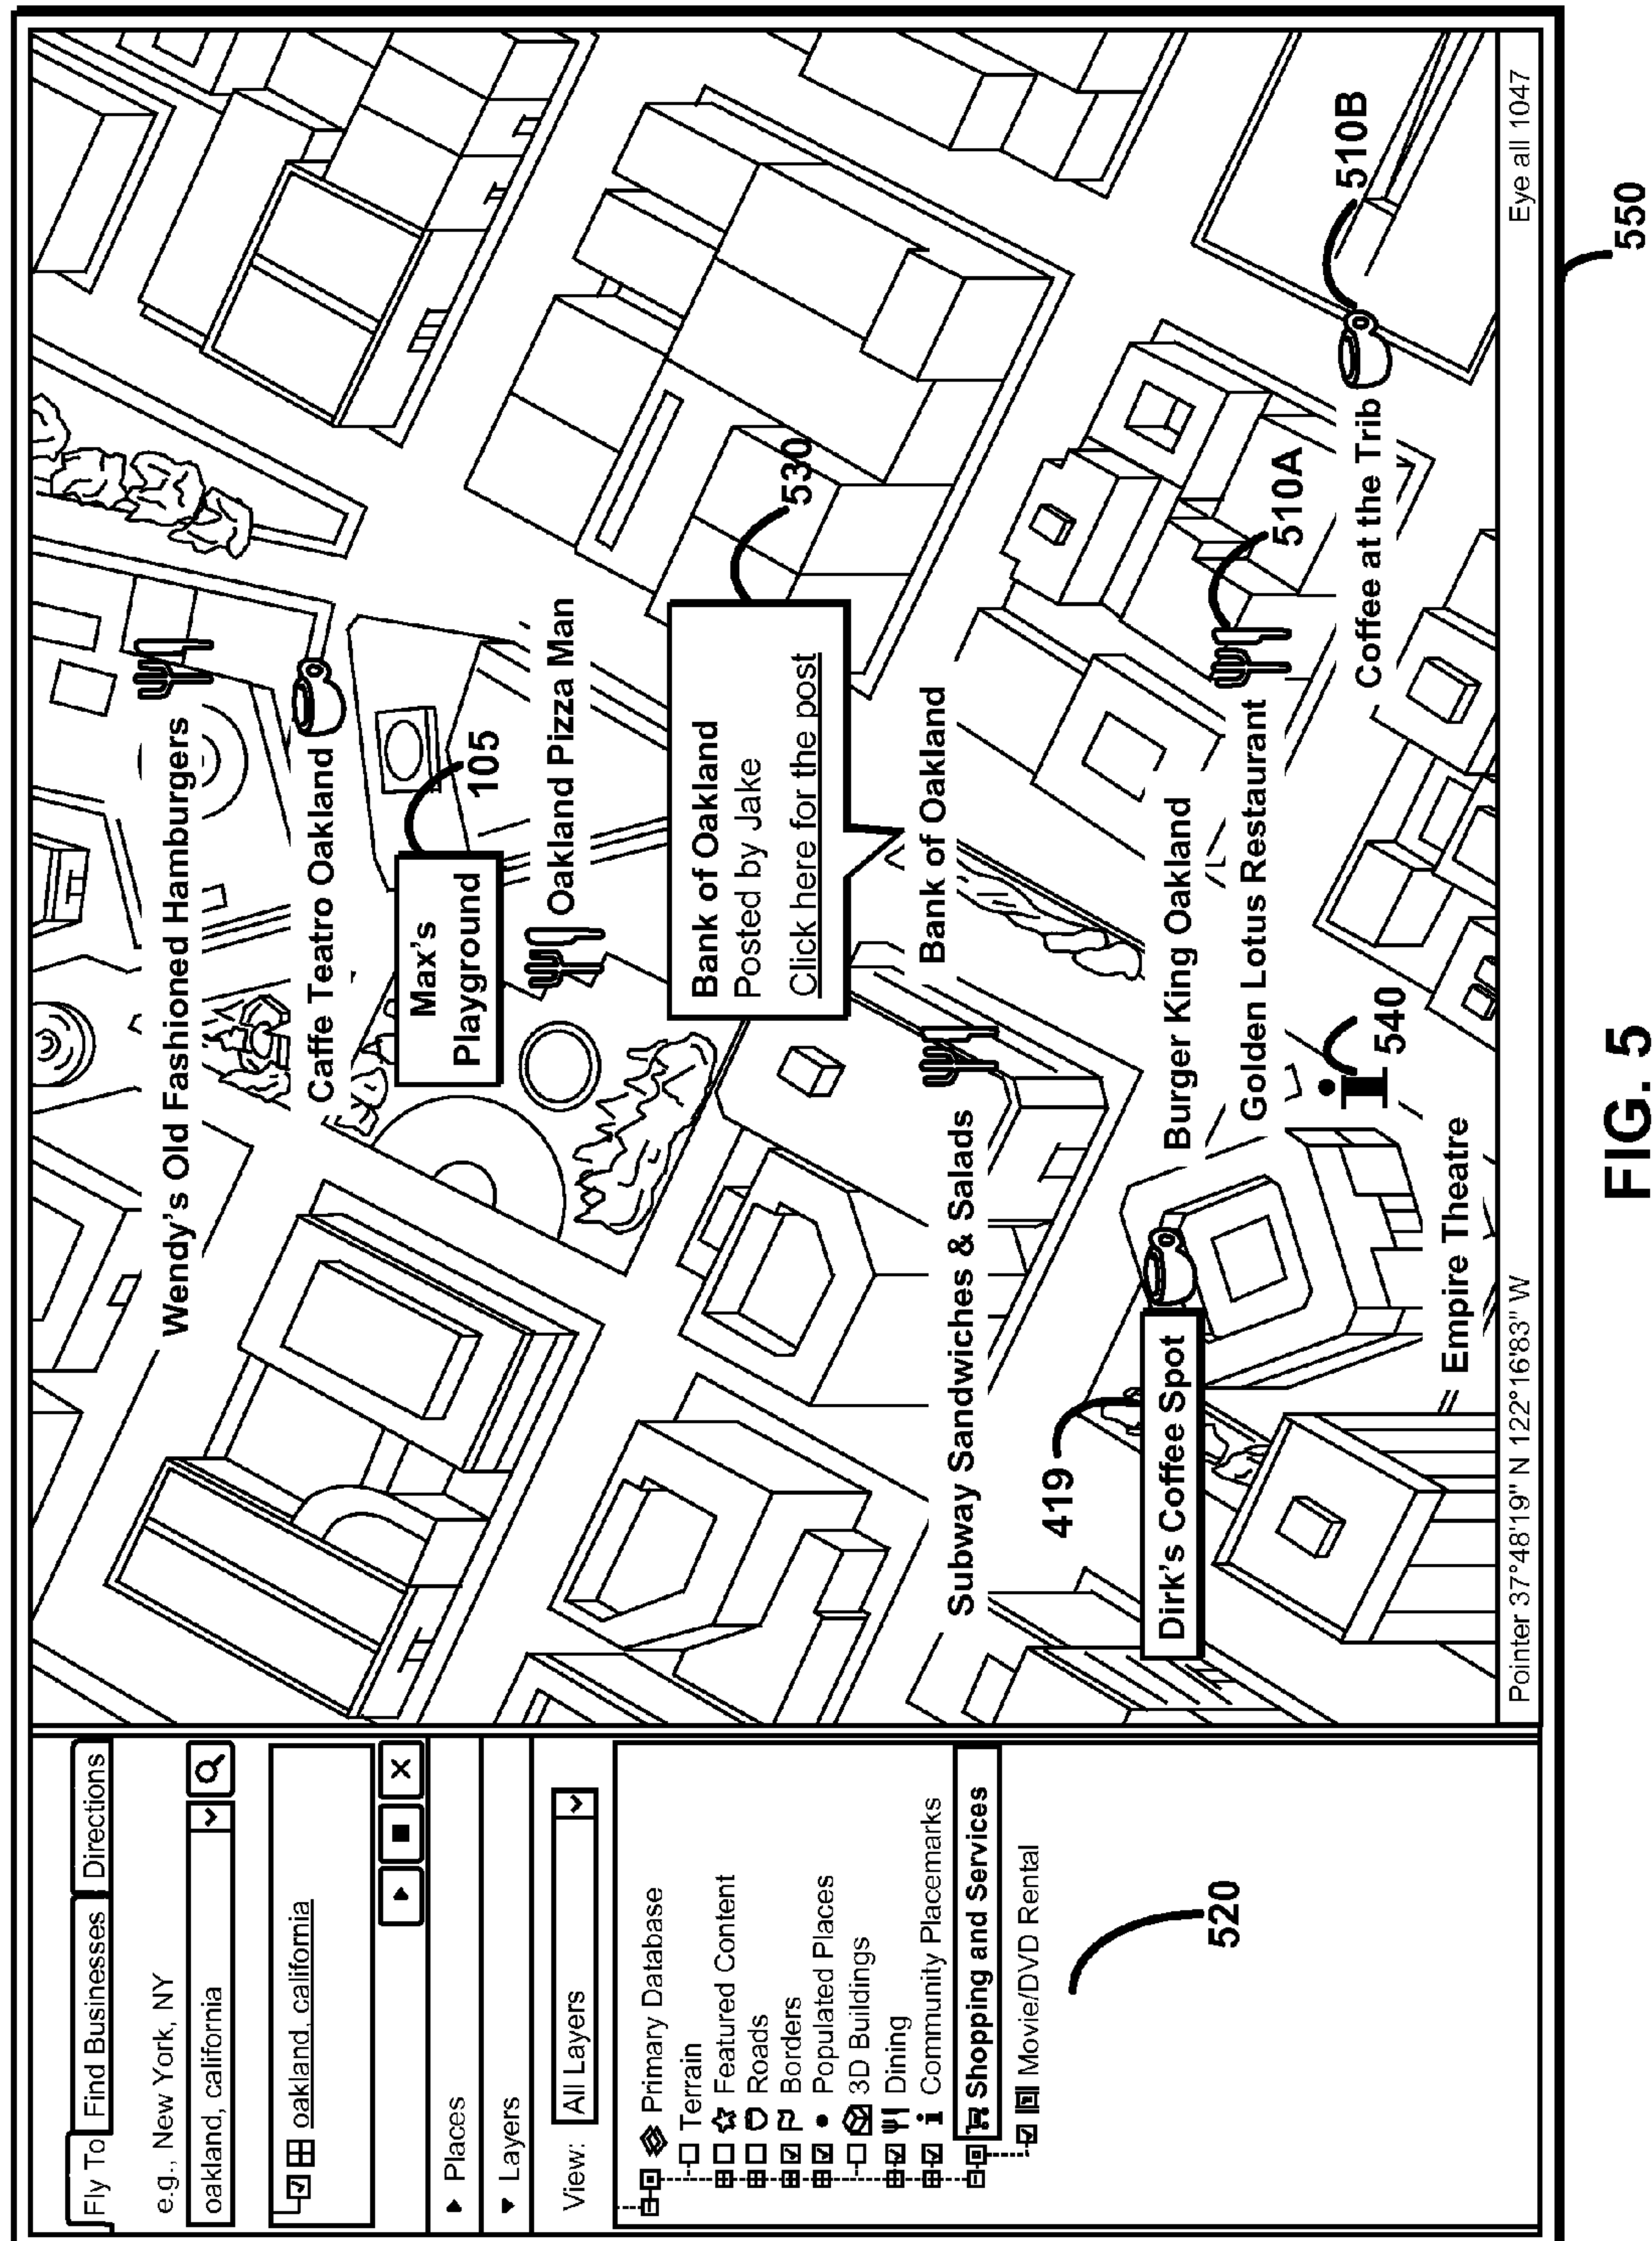 Fly To
Find Businesses
Directions
e.g., New York, NY
oakland, california
oakland, california
Places
Layers
View:
All Layers
Primary Database
Terrain
Featured Content
Roads
Borders
Populated Places
3D Buildings
Dining
Community Placemarks
Shopping and Services
Movie/DVD Rental
520
Wendy's Old Fashioned Hamburgers
Caffe Teatro Oakland
Max's
Playground
105
Oakland Pizza Man
Bank of Oakland
Posted by Jake
Click here for the post
530
Bank of Oakland
Subway Sandwiches & Salads
419
Dirk's Coffee Spot
Burger King Oakland
Golden Lotus Restaurant
510A
i
540
Coffee at the Trib
510B
Empire Theatre
Pointer 37°48'19" N 122°16'83" W
Eye all 1047
550
FIG. 5